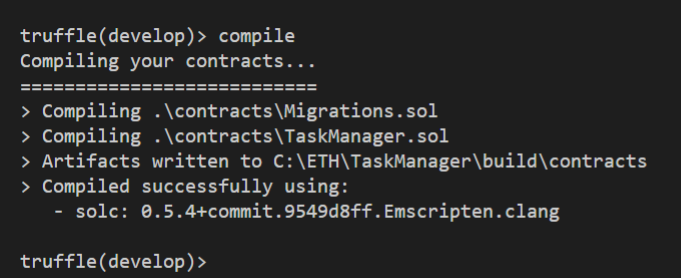 truffle(develop)> compile
Compiling your contracts...
===========================
> Compiling .\contracts\Migrations.sol
> Compiling .\contracts\TaskManager.sol
> Artifacts written to C:\ETH\TaskManager\build\contracts
> Compiled successfully using:
   - solc: 0.5.4+commit.9549d8ff.Emscripten.clang
truffle(develop)>